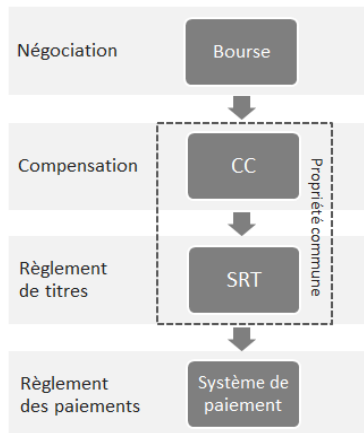 Négociation
Bourse
Compensation
CC
Propriété commune
Règlement
de titres
SRT
Règlement
des paiements
Système de
paiement